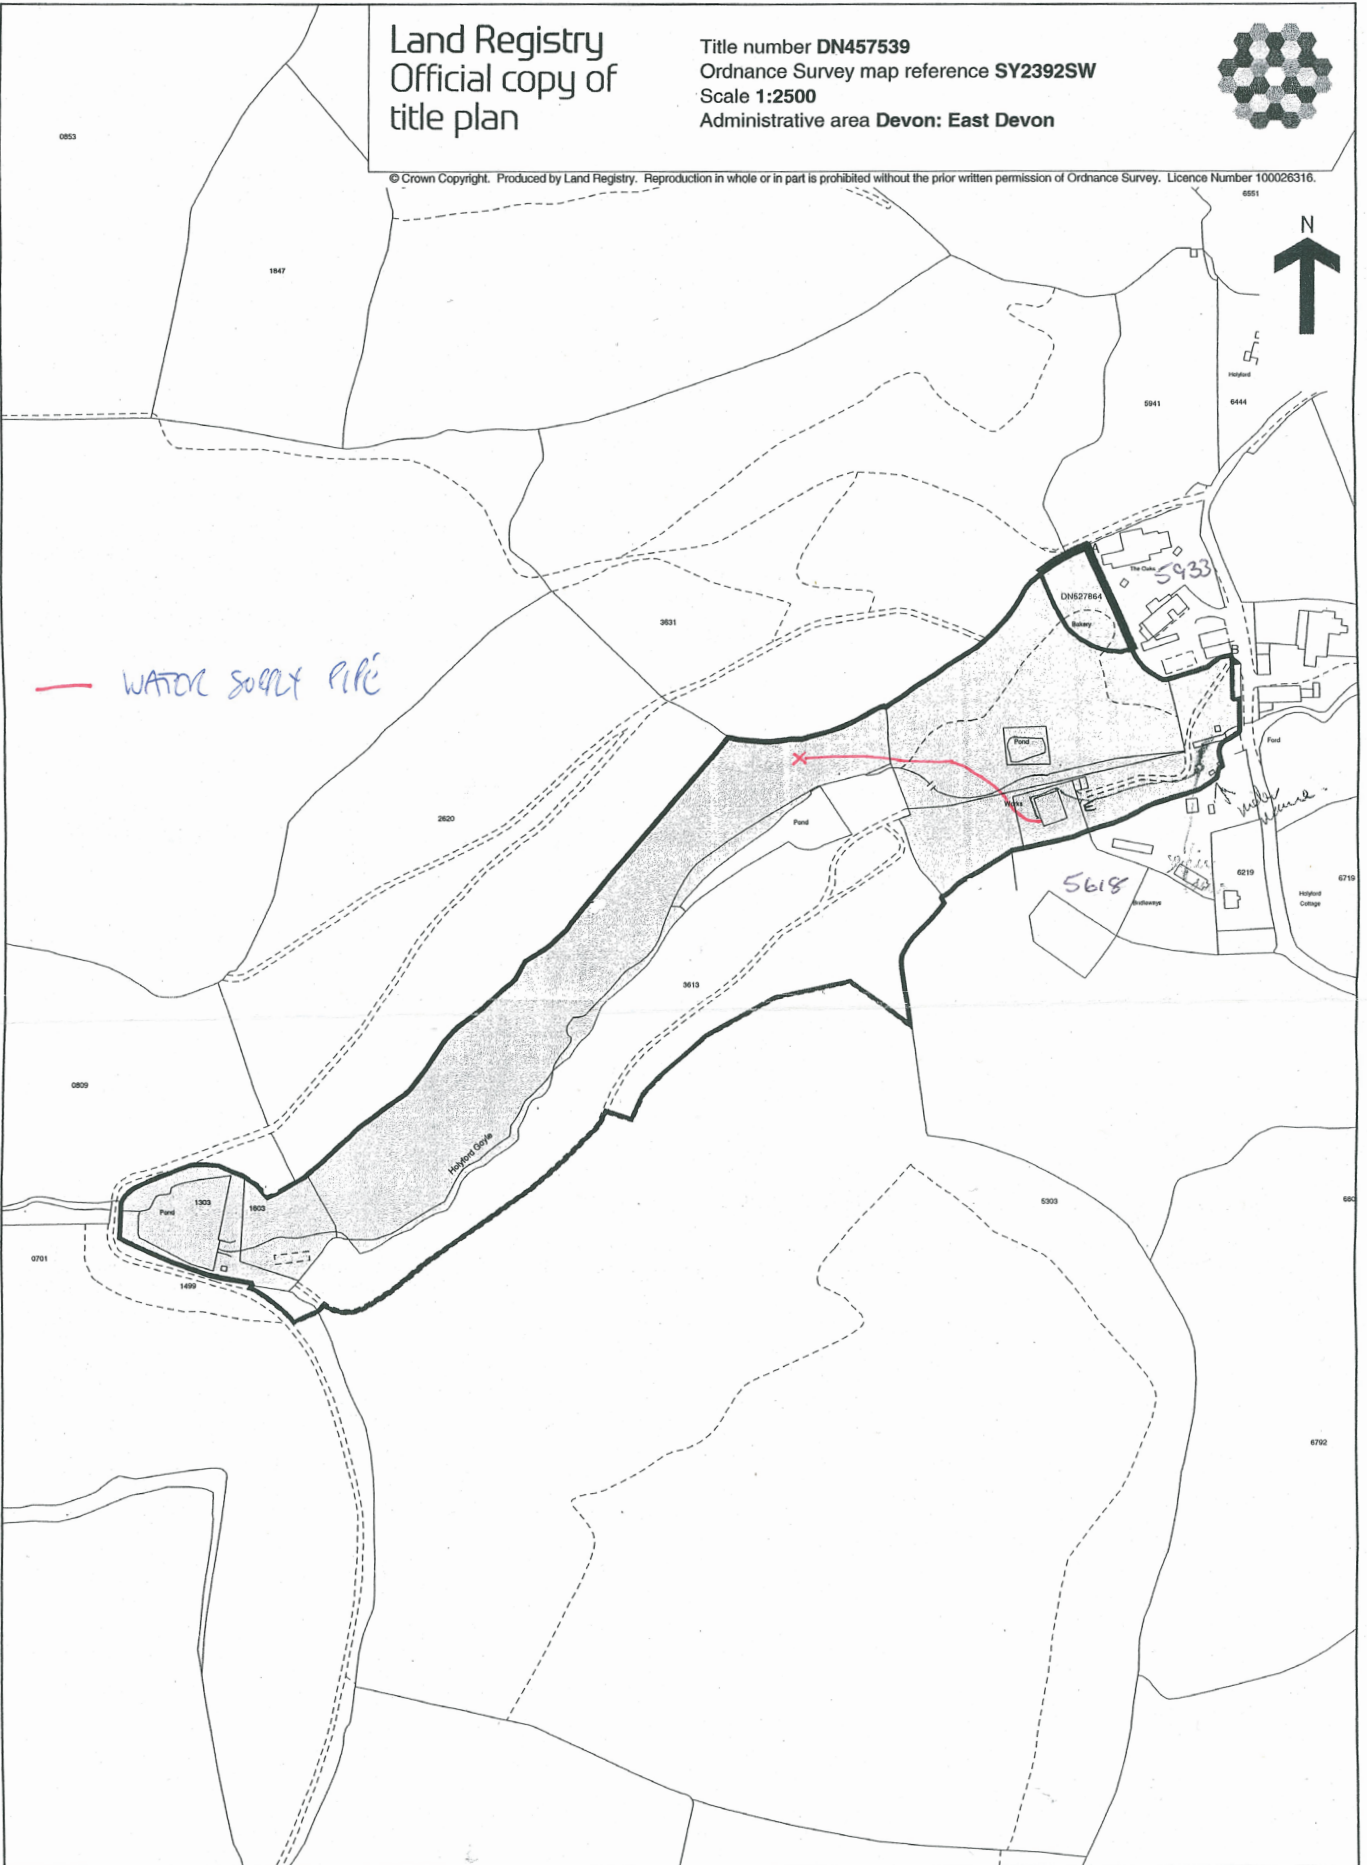 Land Registry
Official copy of
title plan
Title number DN457539
Ordnance Survey map reference SY2392SW
Scale 1:2500
Administrative area Devon: East Devon
© Crown Copyright. Produced by Land Registry. Reproduction in whole or in part is prohibited without the prior written permission of Ordnance Survey. Licence Number 100026316.
0853
6551
N
1847
Holyford
5941
6444
A
The Oaks
5933
DN527864
Bakery
3631
B
WATER SUPPLY PIPE
Pond
Ford
Works
2620
Pond
5618
6219
6719
Bridleways
Holyford
Cottage
3613
0809
Holyford Goyle
1303
1603
Pond
5303
680
0701
1499
6792